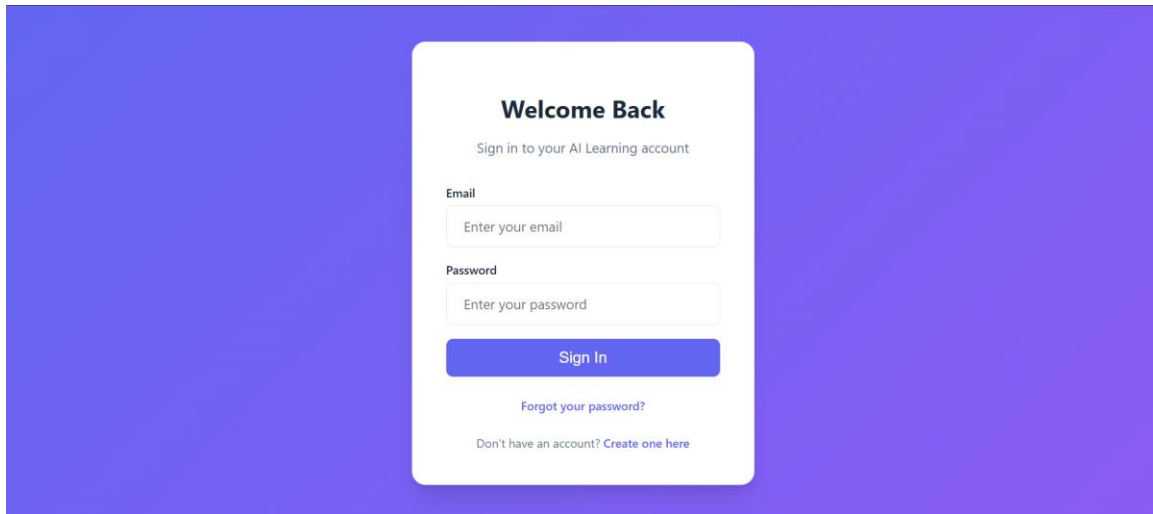 Welcome Back
Sign in to your AI Learning account
Email
Enter your email
Password
Enter your password
Sign In
Forgot your password?
Don't have an account? Create one here